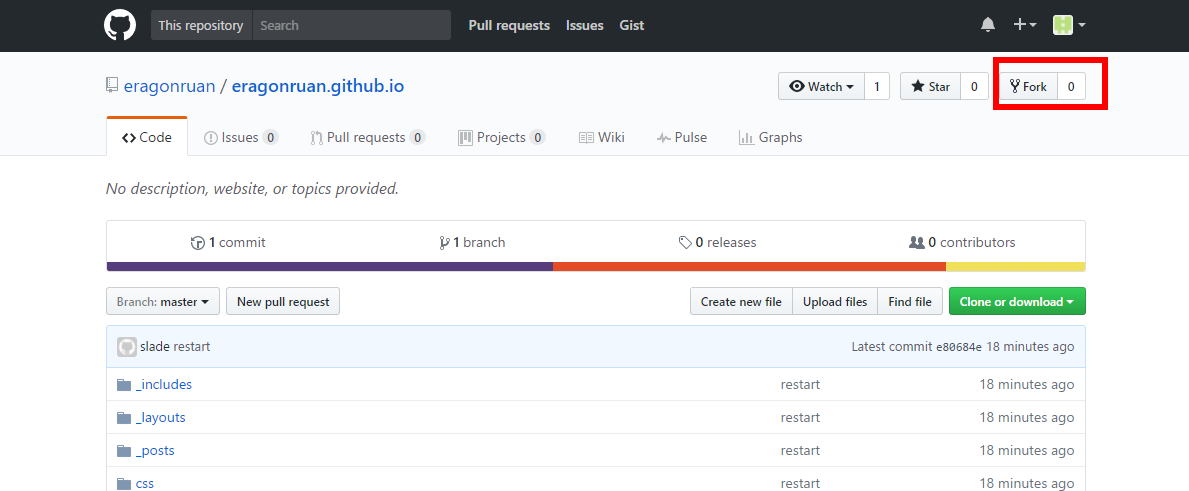 This repository Search Pull requests Issues Gist
eragonruan / eragonruan.github.io Watch 1 Star 0 Fork 0
Code Issues 0 Pull requests 0 Projects 0 Wiki Pulse Graphs
No description, website, or topics provided.
1 commit 1 branch 0 releases 0 contributors
Branch: master New pull request Create new file Upload files Find file Clone or download
slade restart Latest commit e80684e 18 minutes ago
_includes restart 18 minutes ago
_layouts restart 18 minutes ago
_posts restart 18 minutes ago
css restart 18 minutes ago